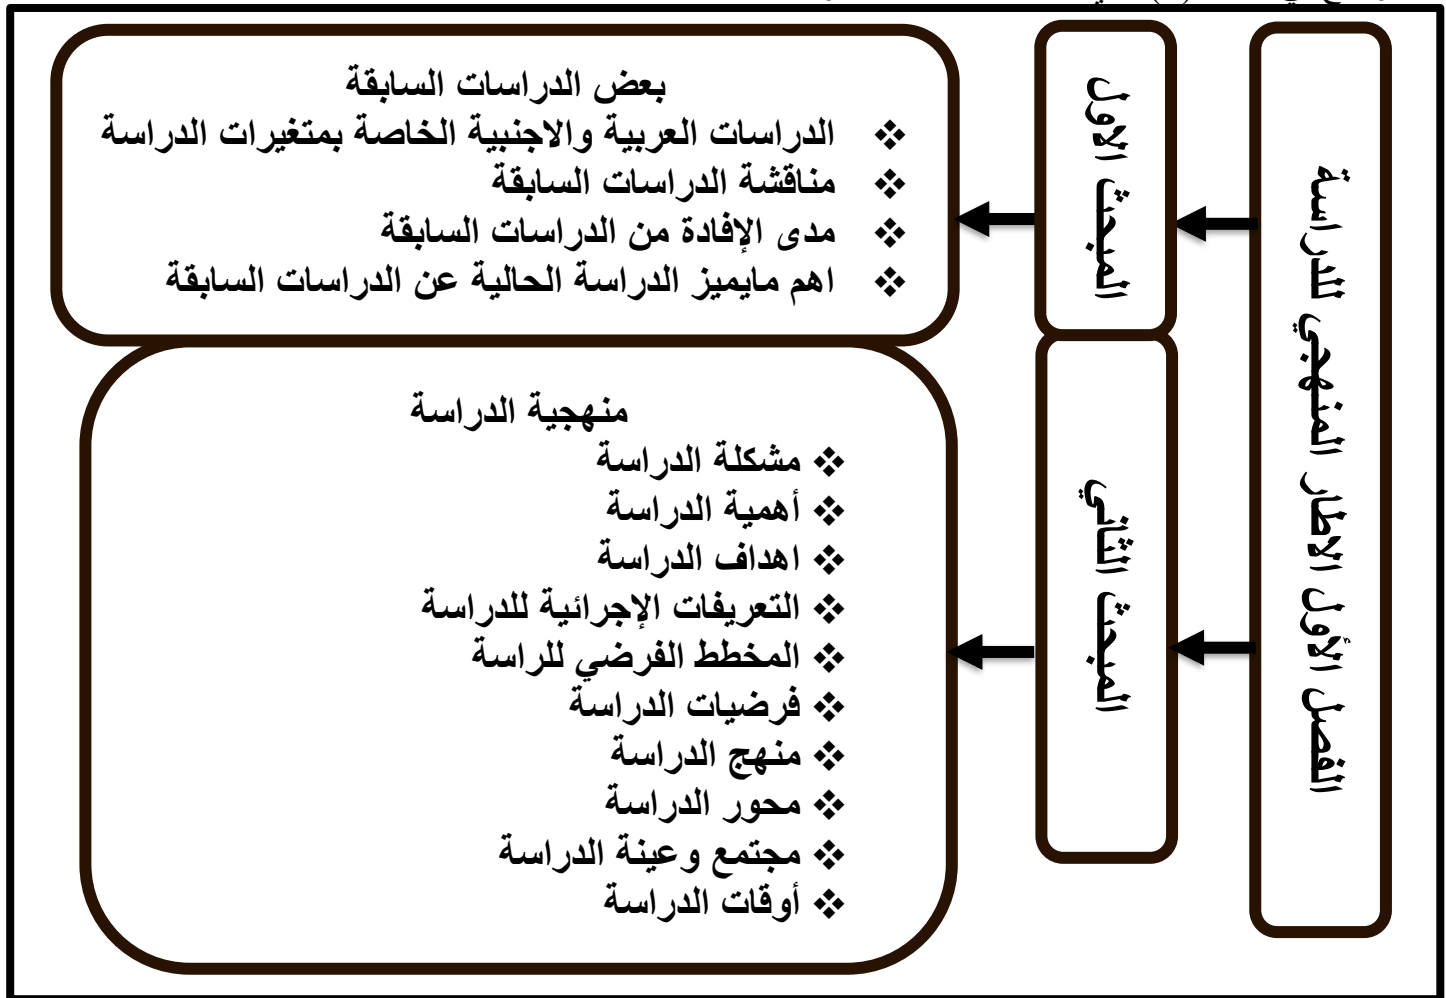 الفصل الأول الاطار المنهجي للدراسة
المبحث الاول
بعض الدراسات السابقة
❖ الدراسات العربية والاجنبية الخاصة بمتغيرات الدراسة
❖ مناقشة الدراسات السابقة
❖ مدى الإفادة من الدراسات السابقة
❖ اهم مايميز الدراسة الحالية عن الدراسات السابقة
المبحث الثاني
منهجية الدراسة
❖ مشكلة الدراسة
❖ أهمية الدراسة
❖ اهداف الدراسة
❖ التعريفات الإجرائية للدراسة
❖ المخطط الفرضي للراسة
❖ فرضيات الدراسة
❖ منهج الدراسة
❖ محور الدراسة
❖ مجتمع وعينة الدراسة
❖ أوقات الدراسة